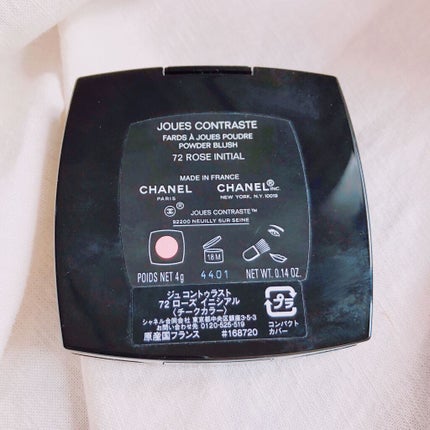 JOUES CONTRASTE
FARDS À JOUES POUDRE
POWDER BLUSH
72 ROSE INITIAL
MADE IN FRANCE
CHANEL CHANEL® INC.
PARIS NEW YORK, N.Y. 10019
®
JOUES CONTRASTE™
92200 NEUILLY SUR SEINE
18M
POIDS NET 4g 4401 NET WT. 0.14 OZ.
ジュ コントゥラスト
72 ローズ イニシアル
〈チークカラー〉
シャネル合同会社 東京都中央区銀座3-5-3
お問い合わせ先 0120-525-519
原産国フランス #168720
プラ
コンパクト
カバー